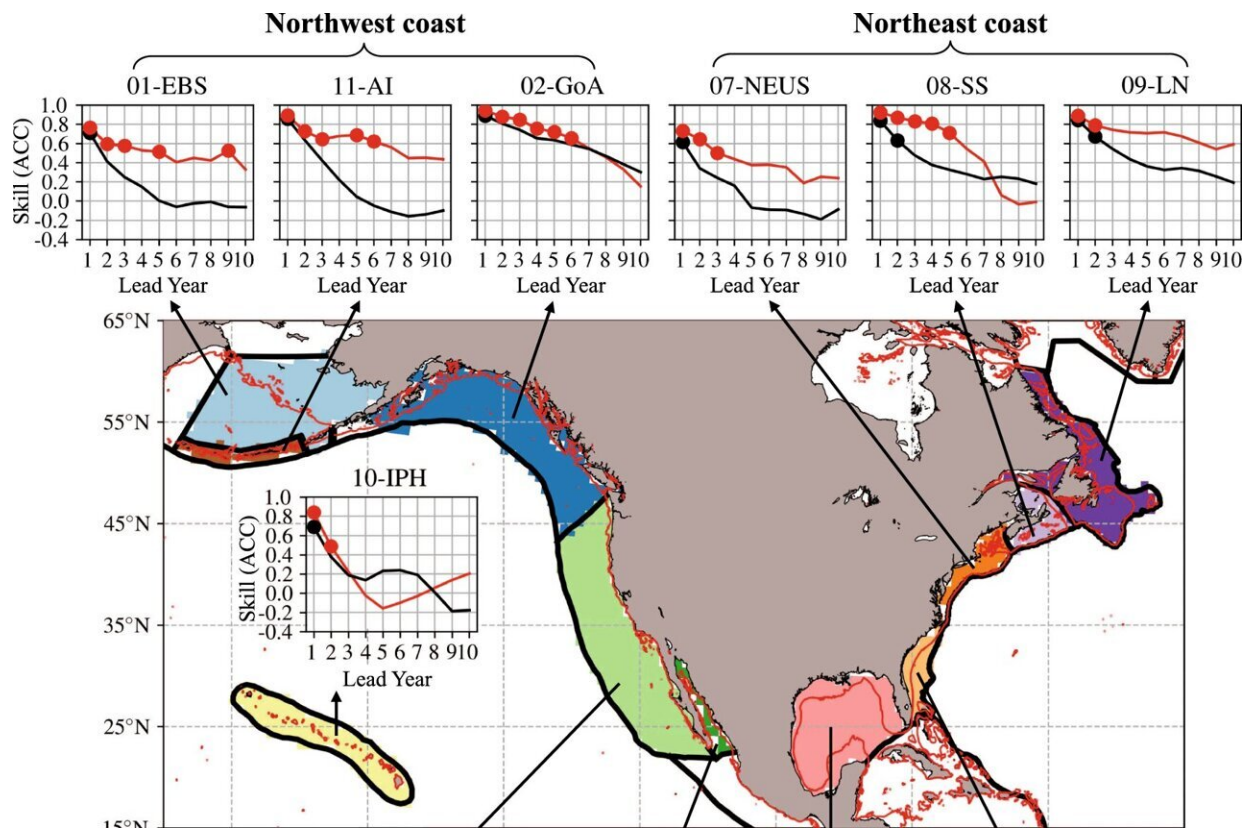 Northwest coast Northeast coast
01-EBS 11-AI 02-GoA 07-NEUS 08-SS 09-LN
1.0
0.8
0.6
0.4
0.2
0.0
-0.2
-0.4
Skill (ACC)
1 2 3 4 5 6 7 8 910 1 2 3 4 5 6 7 8 910 1 2 3 4 5 6 7 8 910 1 2 3 4 5 6 7 8 910 1 2 3 4 5 6 7 8 910 1 2 3 4 5 6 7 8 910
Lead Year Lead Year Lead Year Lead Year Lead Year Lead Year
65°N
55°N
10-IPH
1.0
0.8
0.6
0.4
0.2
0.0
-0.2
-0.4
Skill (ACC)
1 2 3 4 5 6 7 8 910
Lead Year
45°N
35°N
25°N
15°N